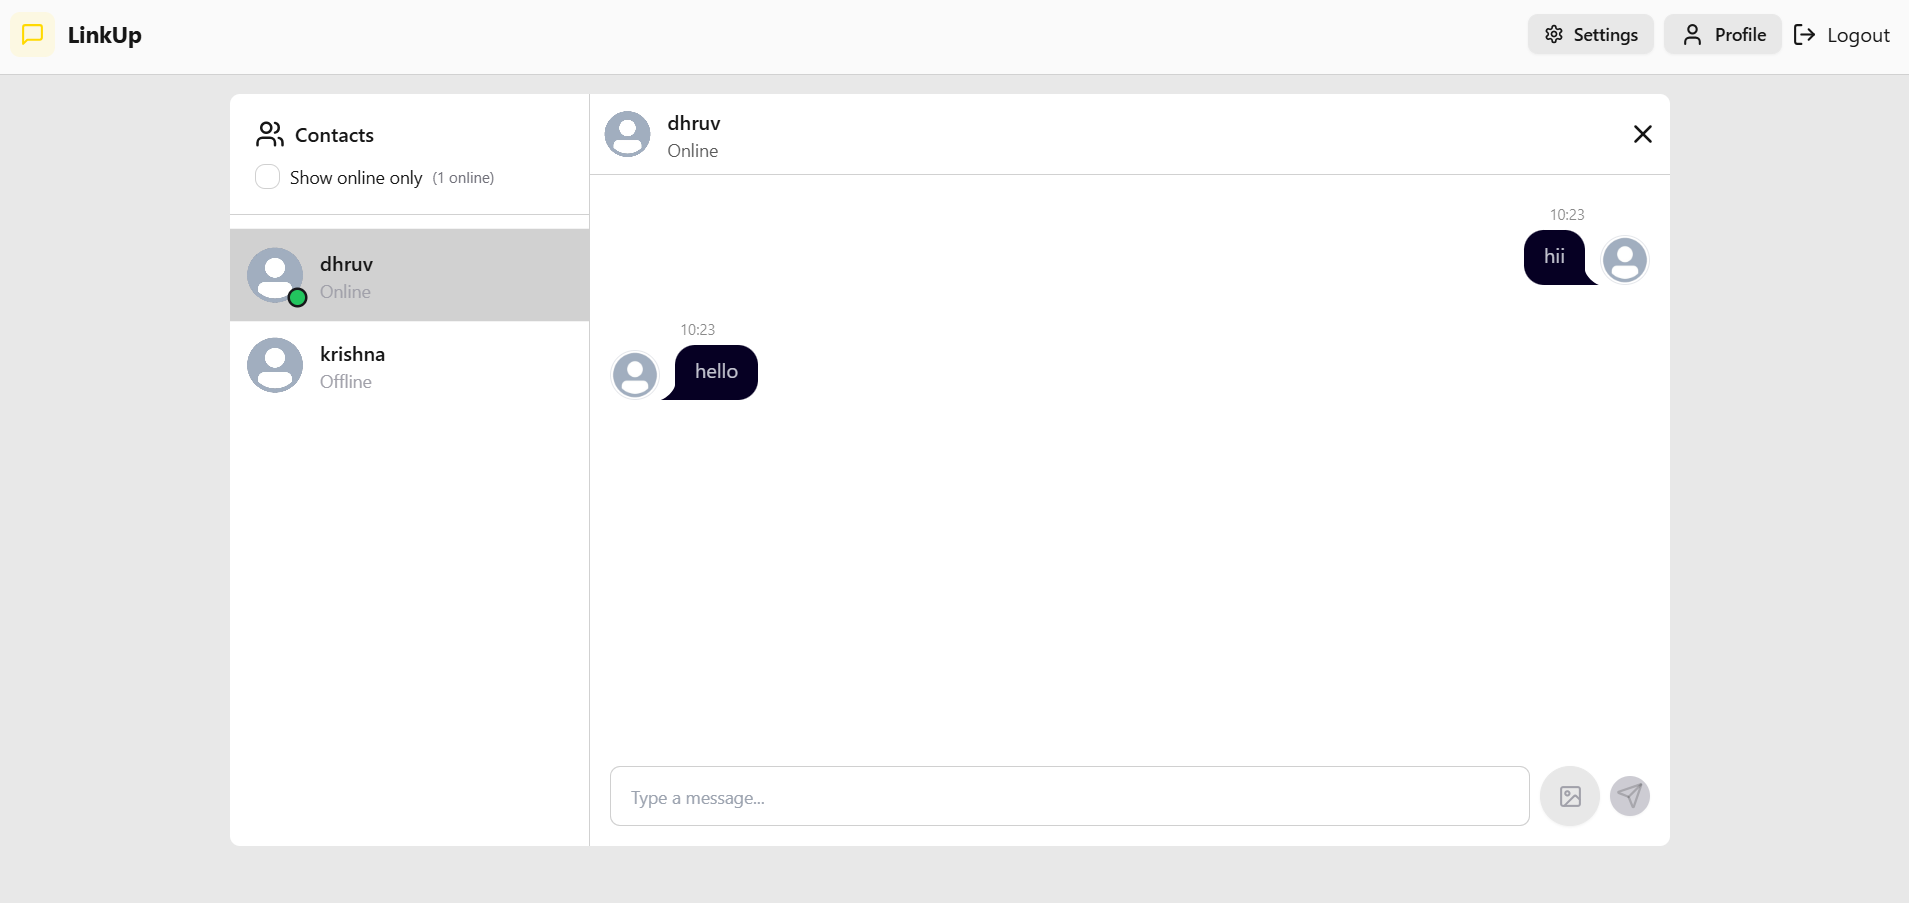 LinkUp
Settings
Profile
Logout
Contacts
Show online only (1 online)
dhruv
Online
krishna
Offline
dhruv
Online
10:23
hii
10:23
hello
Type a message...